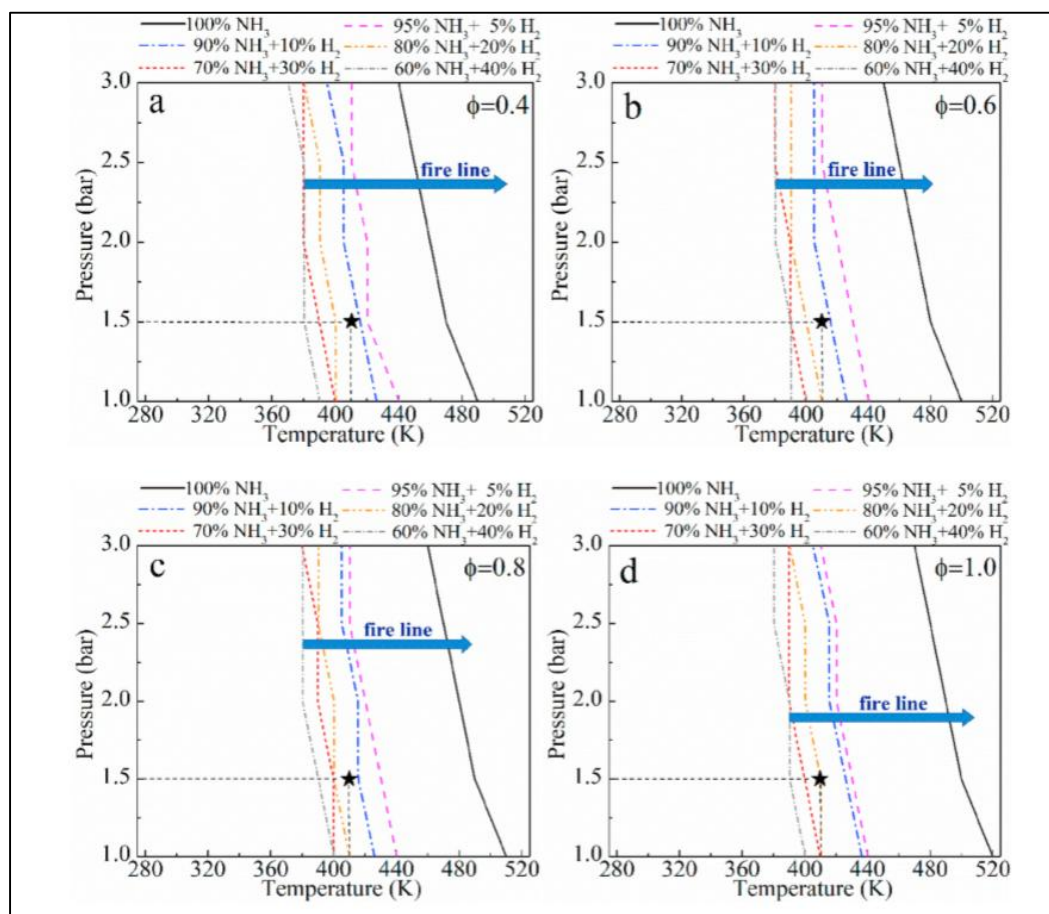 100% NH₃ 95% NH₃+ 5% H₂ 100% NH₃ 95% NH₃+ 5% H₂
90% NH₃+10% H₂ 80% NH₃+20% H₂ 90% NH₃+10% H₂ 80% NH₃+20% H₂
70% NH₃+30% H₂ 60% NH₃+40% H₂ 70% NH₃+30% H₂ 60% NH₃+40% H₂
a ϕ=0.4 b ϕ=0.6
fire line fire line
Pressure (bar) Pressure (bar)
3.0 3.0
2.5 2.5
2.0 2.0
1.5 1.5
1.0 1.0
280 320 360 400 440 480 520 280 320 360 400 440 480 520
Temperature (K) Temperature (K)
100% NH₃ 95% NH₃+ 5% H₂ 100% NH₃ 95% NH₃+ 5% H₂
90% NH₃+10% H₂ 80% NH₃+20% H₂ 90% NH₃+10% H₂ 80% NH₃+20% H₂
70% NH₃+30% H₂ 60% NH₃+40% H₂ 70% NH₃+30% H₂ 60% NH₃+40% H₂
c ϕ=0.8 d ϕ=1.0
fire line fire line
Pressure (bar) Pressure (bar)
3.0 3.0
2.5 2.5
2.0 2.0
1.5 1.5
1.0 1.0
280 320 360 400 440 480 520 280 320 360 400 440 480 520
Temperature (K) Temperature (K)